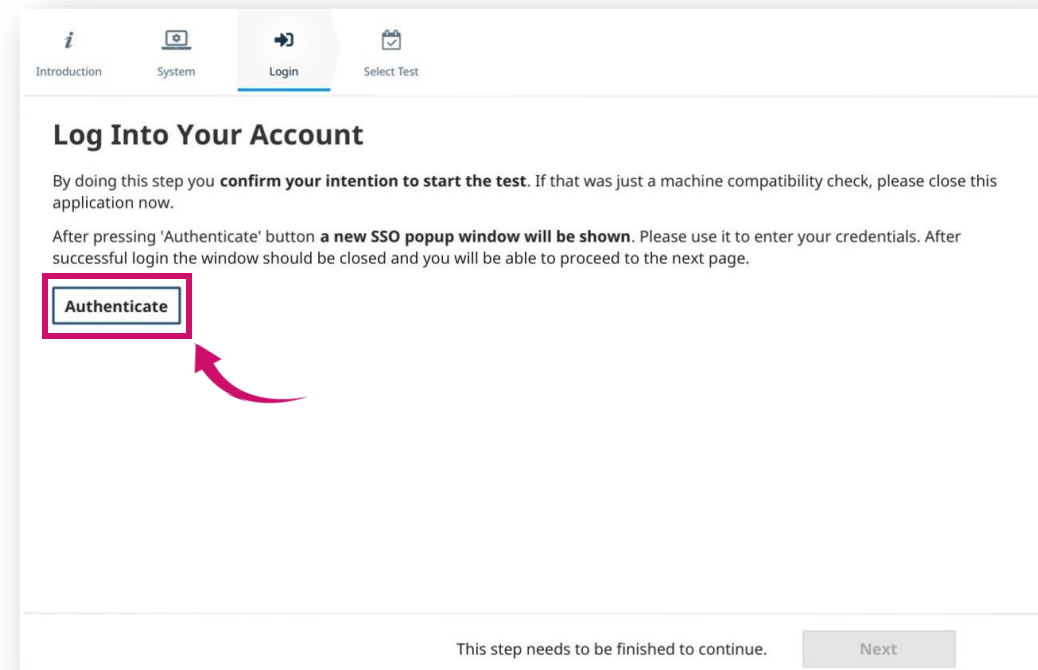 Introduction
System
Login
Select Test
Log Into Your Account
By doing this step you confirm your intention to start the test. If that was just a machine compatibility check, please close this
application now.
After pressing 'Authenticate' button a new SSO popup window will be shown. Please use it to enter your credentials. After
successful login the window should be closed and you will be able to proceed to the next page.
Authenticate
This step needs to be finished to continue.
Next